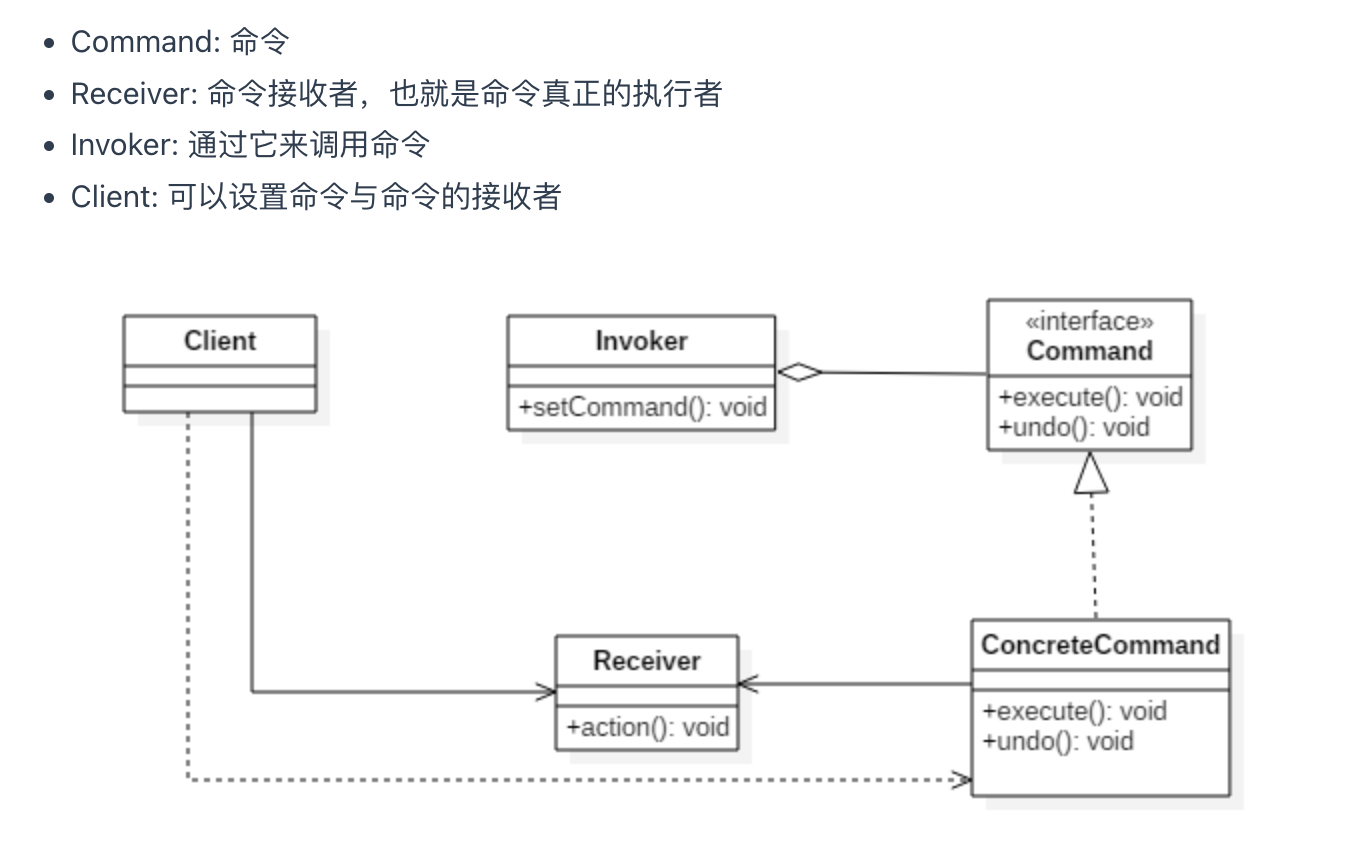 Command: 命令
Receiver: 命令接收者，也就是命令真正的执行者
Invoker: 通过它来调用命令
Client: 可以设置命令与命令的接收者
Client
Invoker
+setCommand(): void
«interface»
Command
+execute(): void
+undo(): void
Receiver
+action(): void
ConcreteCommand
+execute(): void
+undo(): void